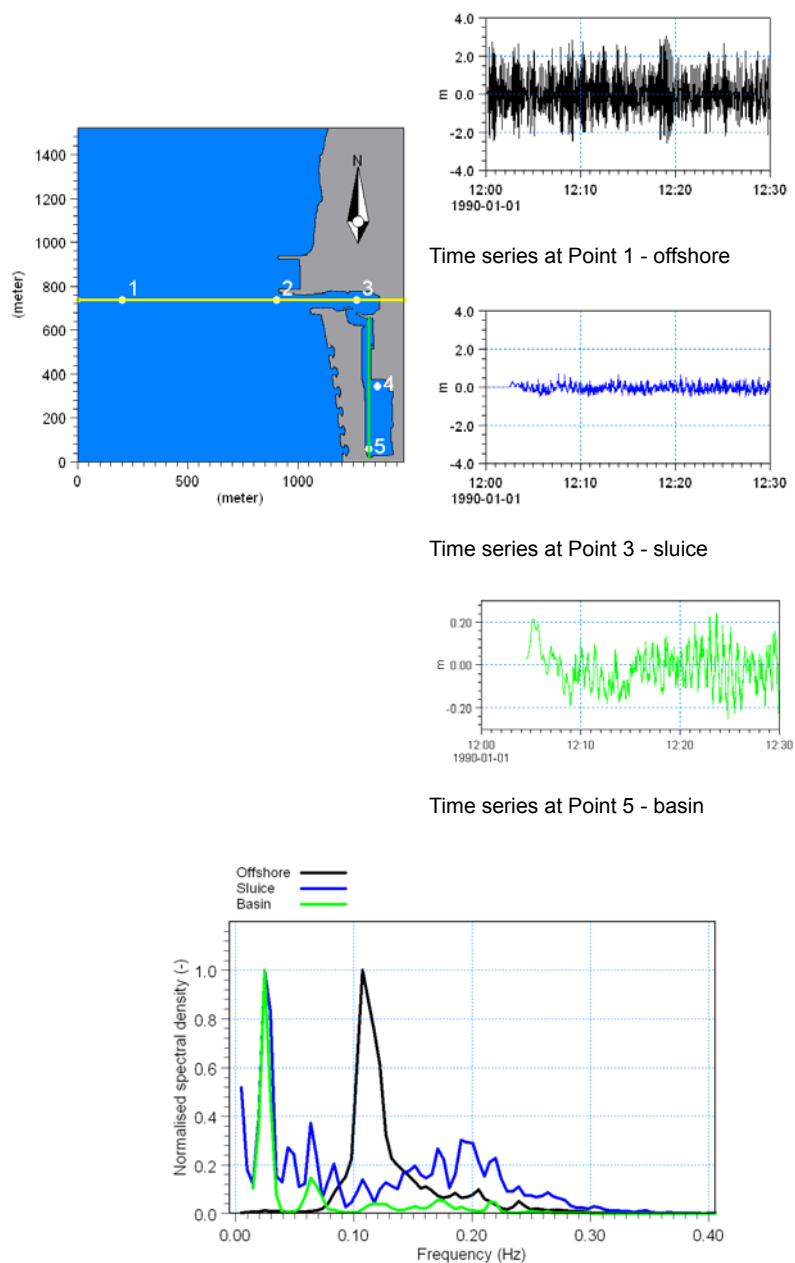 4.0
2.0
0.0
-2.0
-4.0
m
12:00 12:10 12:20 12:30
1990-01-01
Time series at Point 1 - offshore
1400
1200
1000
800
600
400
200
0
(meter)
0 500 1000
(meter)
N
1
2
3
4
5
4.0
2.0
0.0
-2.0
-4.0
m
12:00 12:10 12:20 12:30
1990-01-01
Time series at Point 3 - sluice
0.20
0.00
-0.20
m
12:00 12:10 12:20 12:30
1990-01-01
Time series at Point 5 - basin
Offshore
Sluice
Basin
1.0
0.8
0.6
0.4
0.2
0.0
Normalised spectral density (-)
0.00 0.10 0.20 0.30 0.40
Frequency (Hz)